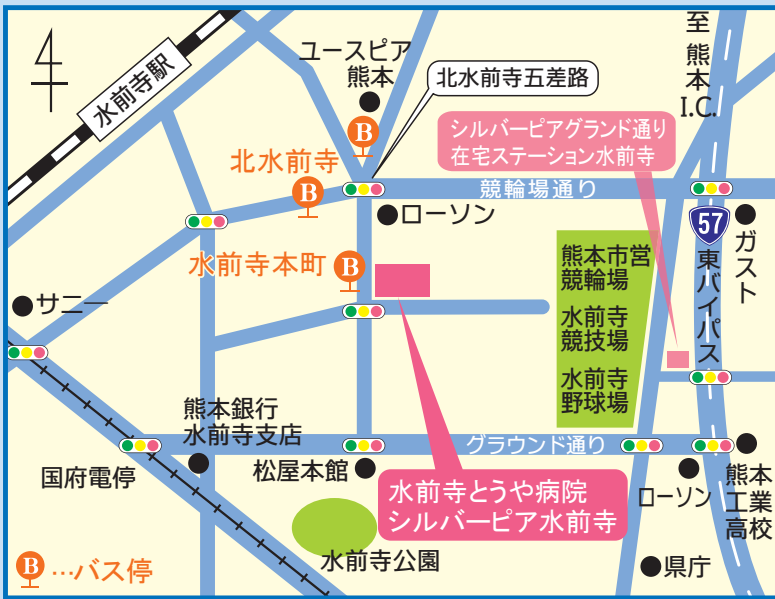 水前寺駅
ユースピア
熊本
B
北水前寺五差路
至
熊本
I.C.
シルバーピアグランド通り
在宅ステーション水前寺
北水前寺
B
競輪場通り
ローソン
57
ガスト
東バイパス
水前寺本町
B
熊本市営
競輪場
水前寺
競技場
水前寺
野球場
サニー
熊本銀行
水前寺支店
グラウンド通り
国府電停
松屋本館
水前寺とうや病院
シルバーピア水前寺
ローソン
熊本
工業
高校
水前寺公園
県庁
B…バス停